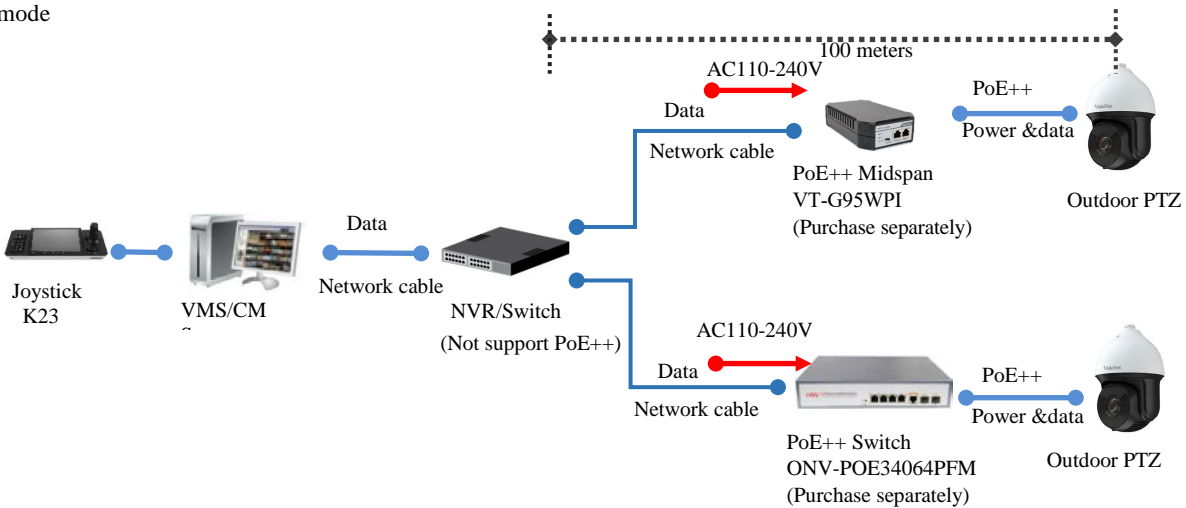 mode
100 meters
AC110-240V
Data
Network cable
PoE++
Power &data
PoE++ Midspan
VT-G95WPI
(Purchase separately)
Outdoor PTZ
Joystick
K23
VMS/CM
Data
Network cable
NVR/Switch
(Not support PoE++)
AC110-240V
Data
Network cable
PoE++
Power &data
PoE++ Switch
ONV-POE34064PFM
(Purchase separately)
Outdoor PTZ